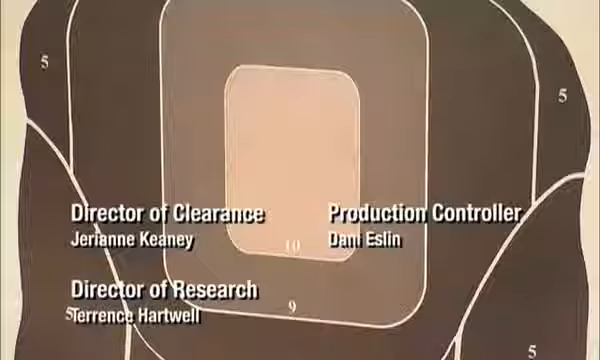 5
5
Director of Clearance
Jerianne Keaney
Production Controller
Dani Eslin
10
Director of Research
Terrence Hartwell
9
5
5